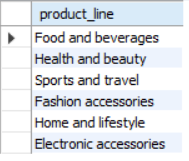 product_line
Food and beverages
Health and beauty
Sports and travel
Fashion accessories
Home and lifestyle
Electronic accessories